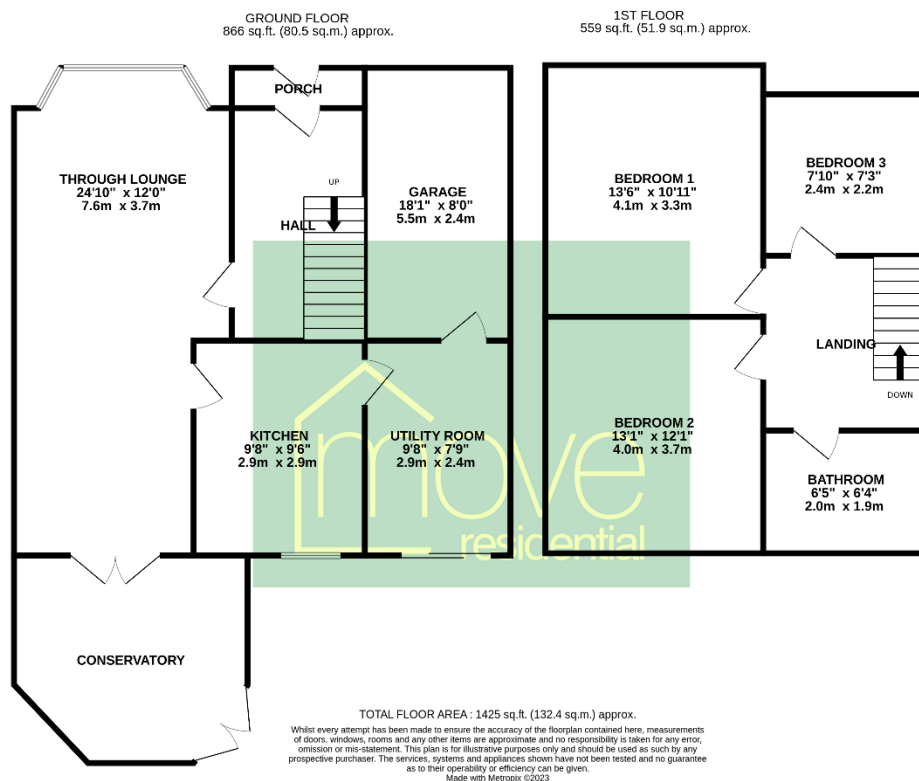 GROUND FLOOR
866 sq.ft. (80.5 sq.m.) approx.
1ST FLOOR
559 sq.ft. (51.9 sq.m.) approx.
PORCH
THROUGH LOUNGE
24'10" x 12'0"
7.6m x 3.7m
UP
HALL
GARAGE
18'1" x 8'0"
5.5m x 2.4m
BEDROOM 1
13'6" x 10'11"
4.1m x 3.3m
BEDROOM 3
7'10" x 7'3"
2.4m x 2.2m
LANDING
DOWN
KITCHEN
9'8" x 9'6"
2.9m x 2.9m
UTILITY ROOM
9'8" x 7'9"
2.9m x 2.4m
BEDROOM 2
13'1" x 12'1"
4.0m x 3.7m
BATHROOM
6'5" x 6'4"
2.0m x 1.9m
move
residential
CONSERVATORY
TOTAL FLOOR AREA : 1425 sq.ft. (132.4 sq.m.) approx.
Whilst every attempt has been made to ensure the accuracy of the floorplan contained here, measurements
of doors, windows, rooms and any other items are approximate and no responsibility is taken for any error,
omission or mis-statement. This plan is for illustrative purposes only and should be used as such by any
prospective purchaser. The services, systems and appliances shown have not been tested and no guarantee
as to their operability or efficiency can be given.
Made with Metropix ©2023